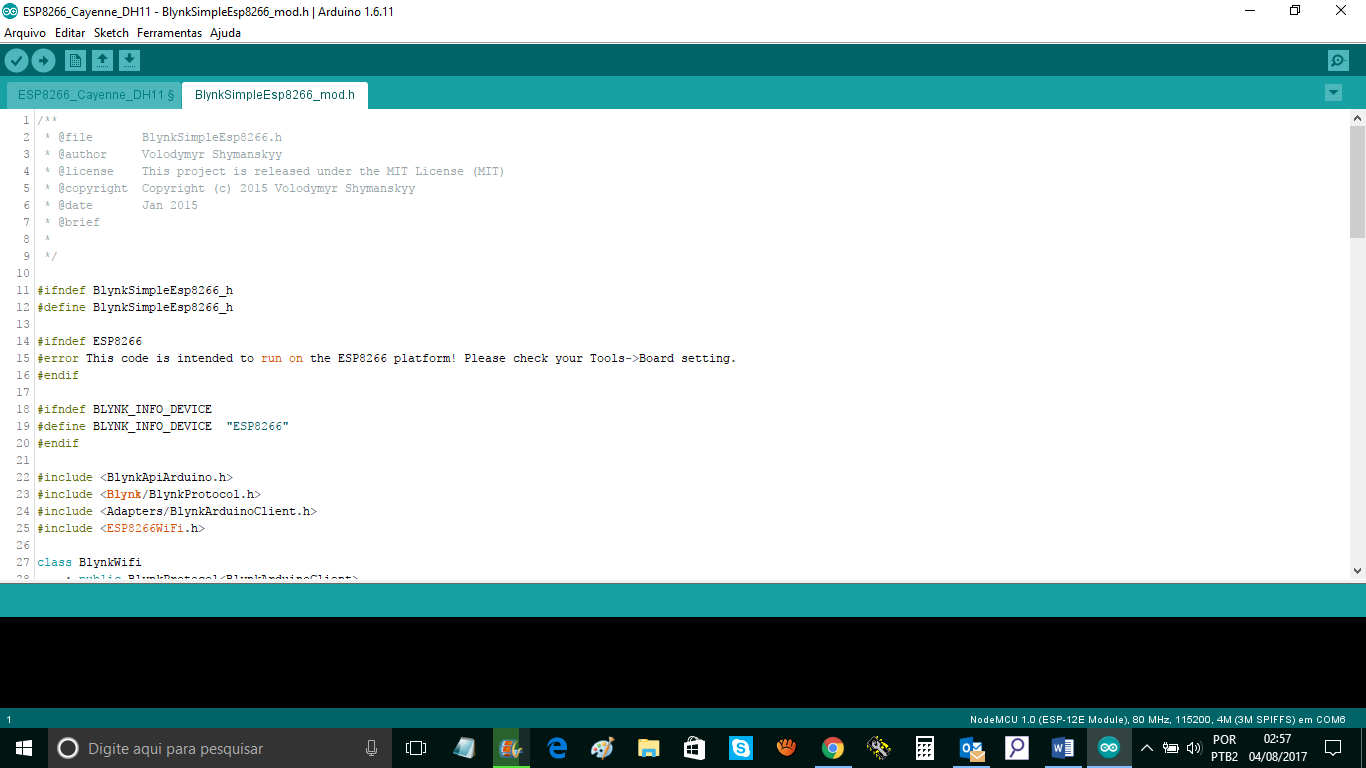 ESP8266_Cayenne_DH11 - BlynkSimpleEsp8266_mod.h | Arduino 1.6.11
Arquivo Editar Sketch Ferramentas Ajuda
ESP8266_Cayenne_DH11 § BlynkSimpleEsp8266_mod.h
1 /**
2 * @file BlynkSimpleEsp8266.h
3 * @author Volodymyr Shymanskyy
4 * @license This project is released under the MIT License (MIT)
5 * @copyright Copyright (c) 2015 Volodymyr Shymanskyy
6 * @date Jan 2015
7 * @brief
8 *
9 */
10
11 #ifndef BlynkSimpleEsp8266_h
12 #define BlynkSimpleEsp8266_h
13
14 #ifndef ESP8266
15 #error This code is intended to run on the ESP8266 platform! Please check your Tools->Board setting.
16 #endif
17
18 #ifndef BLYNK_INFO_DEVICE
19 #define BLYNK_INFO_DEVICE "ESP8266"
20 #endif
21
22 #include <BlynkApiArduino.h>
23 #include <Blynk/BlynkProtocol.h>
24 #include <Adapters/BlynkArduinoClient.h>
25 #include <ESP8266WiFi.h>
26
27 class BlynkWifi
28 : public BlynkProtocol<BlynkArduinoClient>
1 NodeMCU 1.0 (ESP-12E Module), 80 MHz, 115200, 4M (3M SPIFFS) em COM6
Digite aqui para pesquisar
POR 02:57
PTB2 04/08/2017